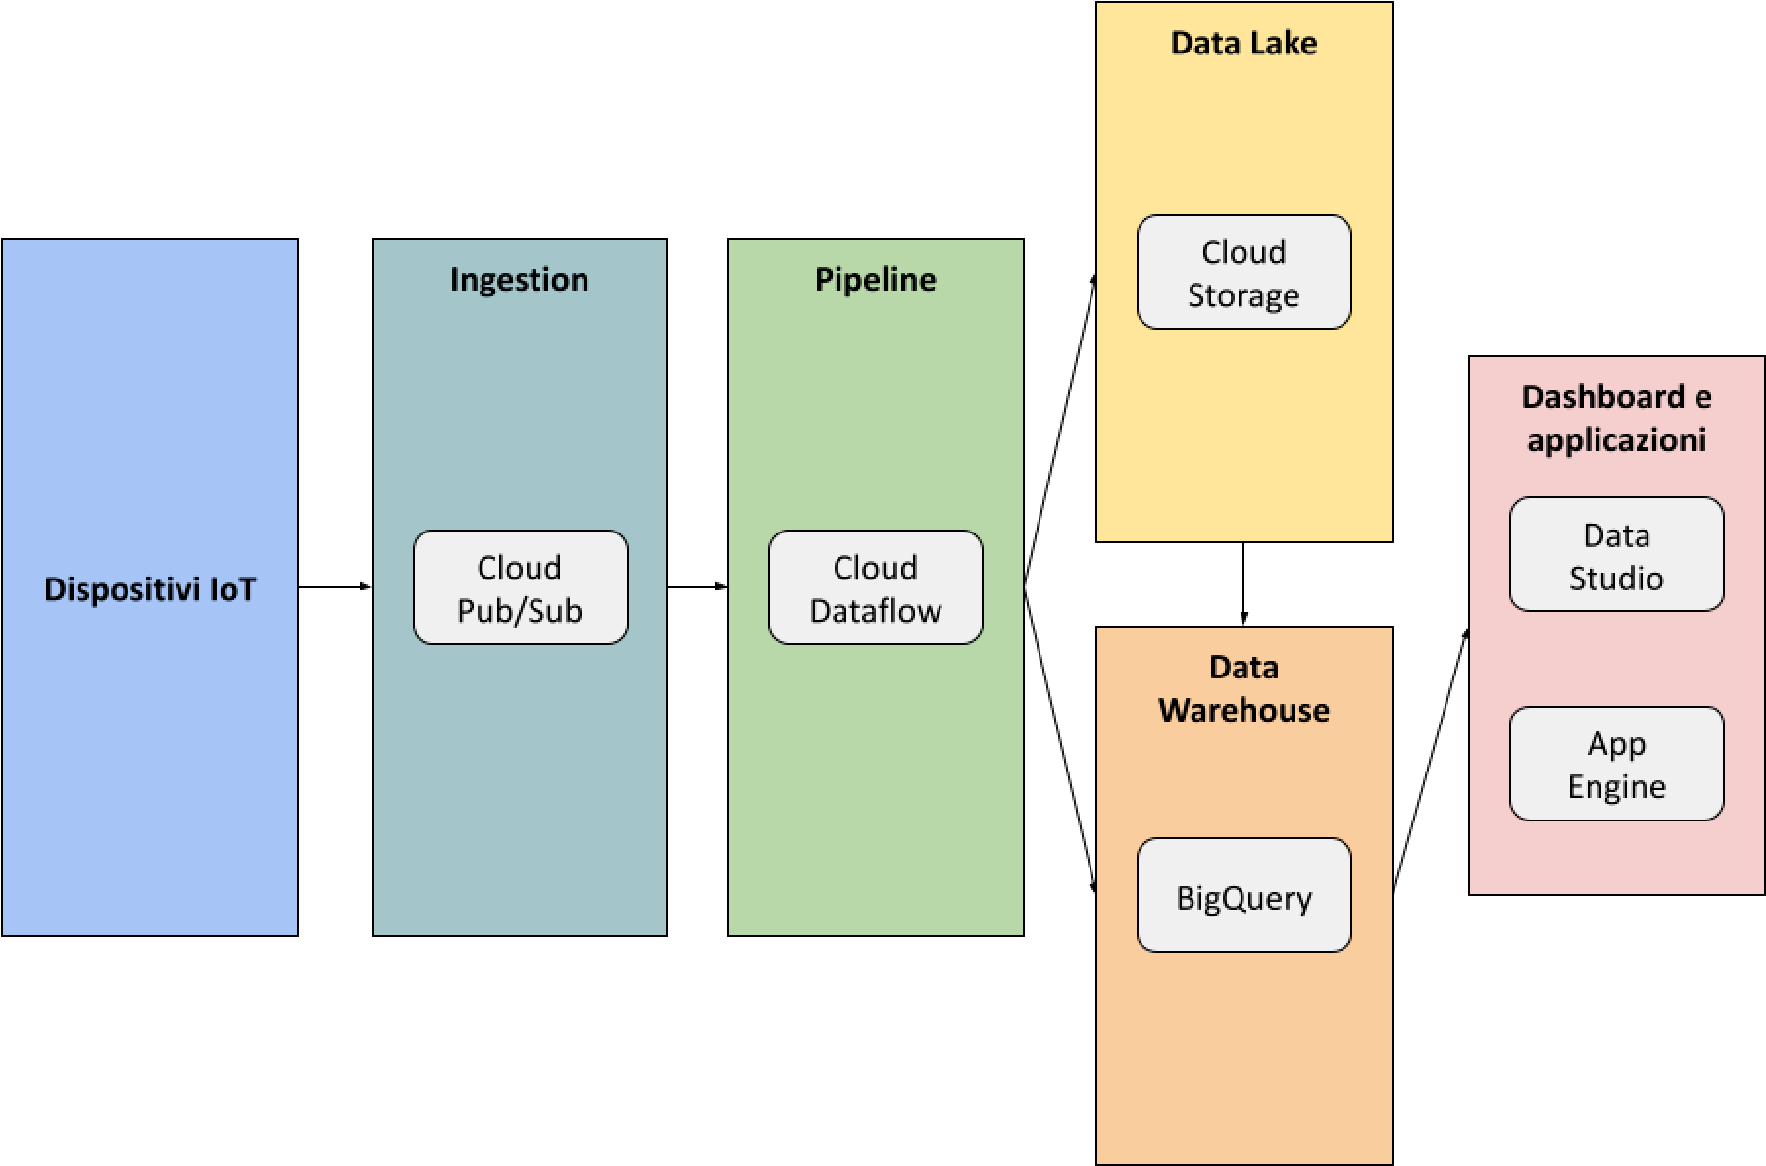 Dispositivi IoT
Ingestion
Cloud
Pub/Sub
Pipeline
Cloud
Dataflow
Data Lake
Cloud
Storage
Data
Warehouse
BigQuery
Dashboard e
applicazioni
Data
Studio
App
Engine